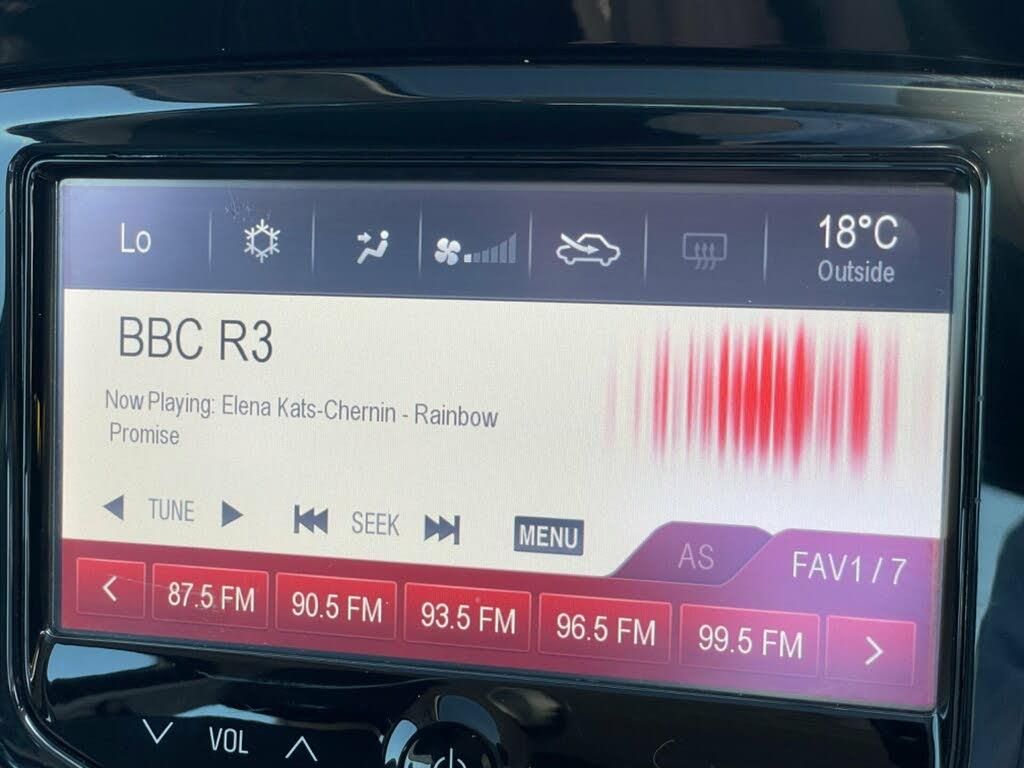 Lo
18°C
Outside
BBC R3
Now Playing: Elena Kats-Chernin - Rainbow
Promise
TUNE SEEK MENU
AS FAV1 / 7
87.5 FM 90.5 FM 93.5 FM 96.5 FM 99.5 FM
VOL